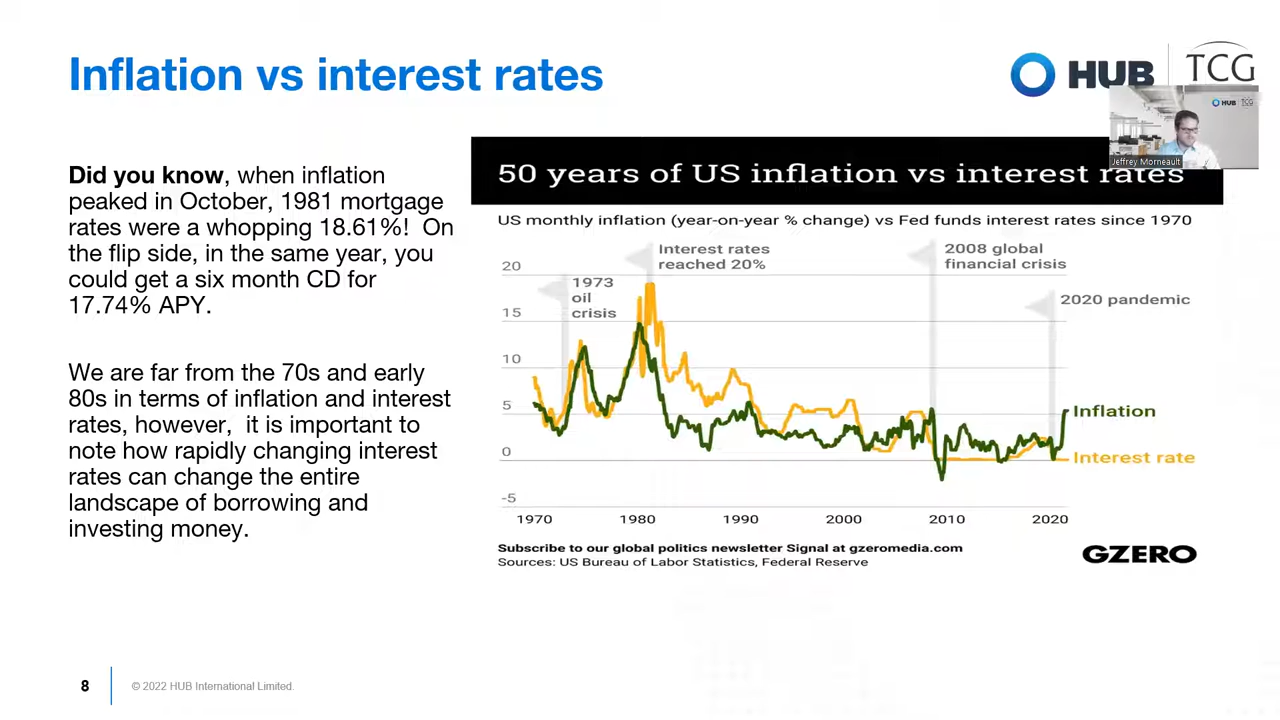 Inflation vs interest rates
HUB
TCG
HUB TCG
Jeffrey Morneault
Did you know, when inflation
peaked in October, 1981 mortgage
rates were a whopping 18.61%!  On
the flip side, in the same year, you
could get a six month CD for
17.74% APY.
We are far from the 70s and early
80s in terms of inflation and interest
rates, however,  it is important to
note how rapidly changing interest
rates can change the entire
landscape of borrowing and
investing money.
50 years of US inflation vs interest rates
US monthly inflation (year-on-year % change) vs Fed funds interest rates since 1970
Interest rates
reached 20%
2008 global
financial crisis
1973
oil
crisis
2020 pandemic
20
15
10
5
0
-5
Inflation
Interest rate
1970 1980 1990 2000 2010 2020
Subscribe to our global politics newsletter Signal at gzeromedia.com
Sources: US Bureau of Labor Statistics, Federal Reserve
GZERO
8
© 2022 HUB International Limited.